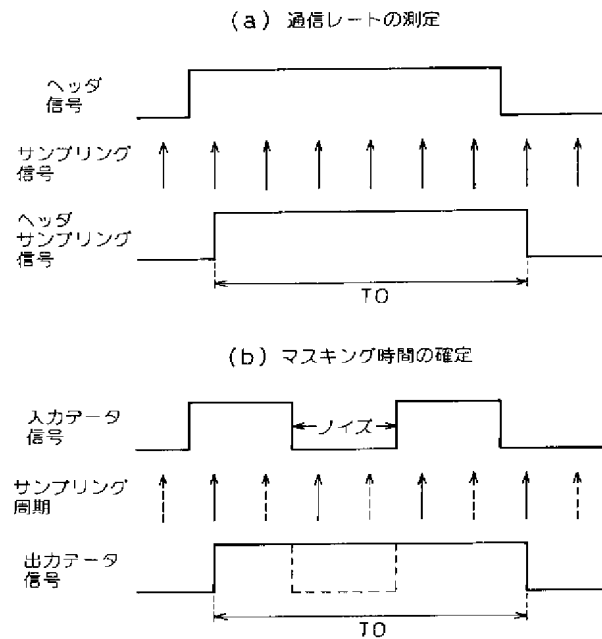 (a) 通信レートの測定
ヘッダ
信号
サンプリング
信号
ヘッダ
サンプリング
信号
T0
(b) マスキング時間の確定
入力データ
信号
ノイズ
サンプリング
周期
出力データ
信号
T0